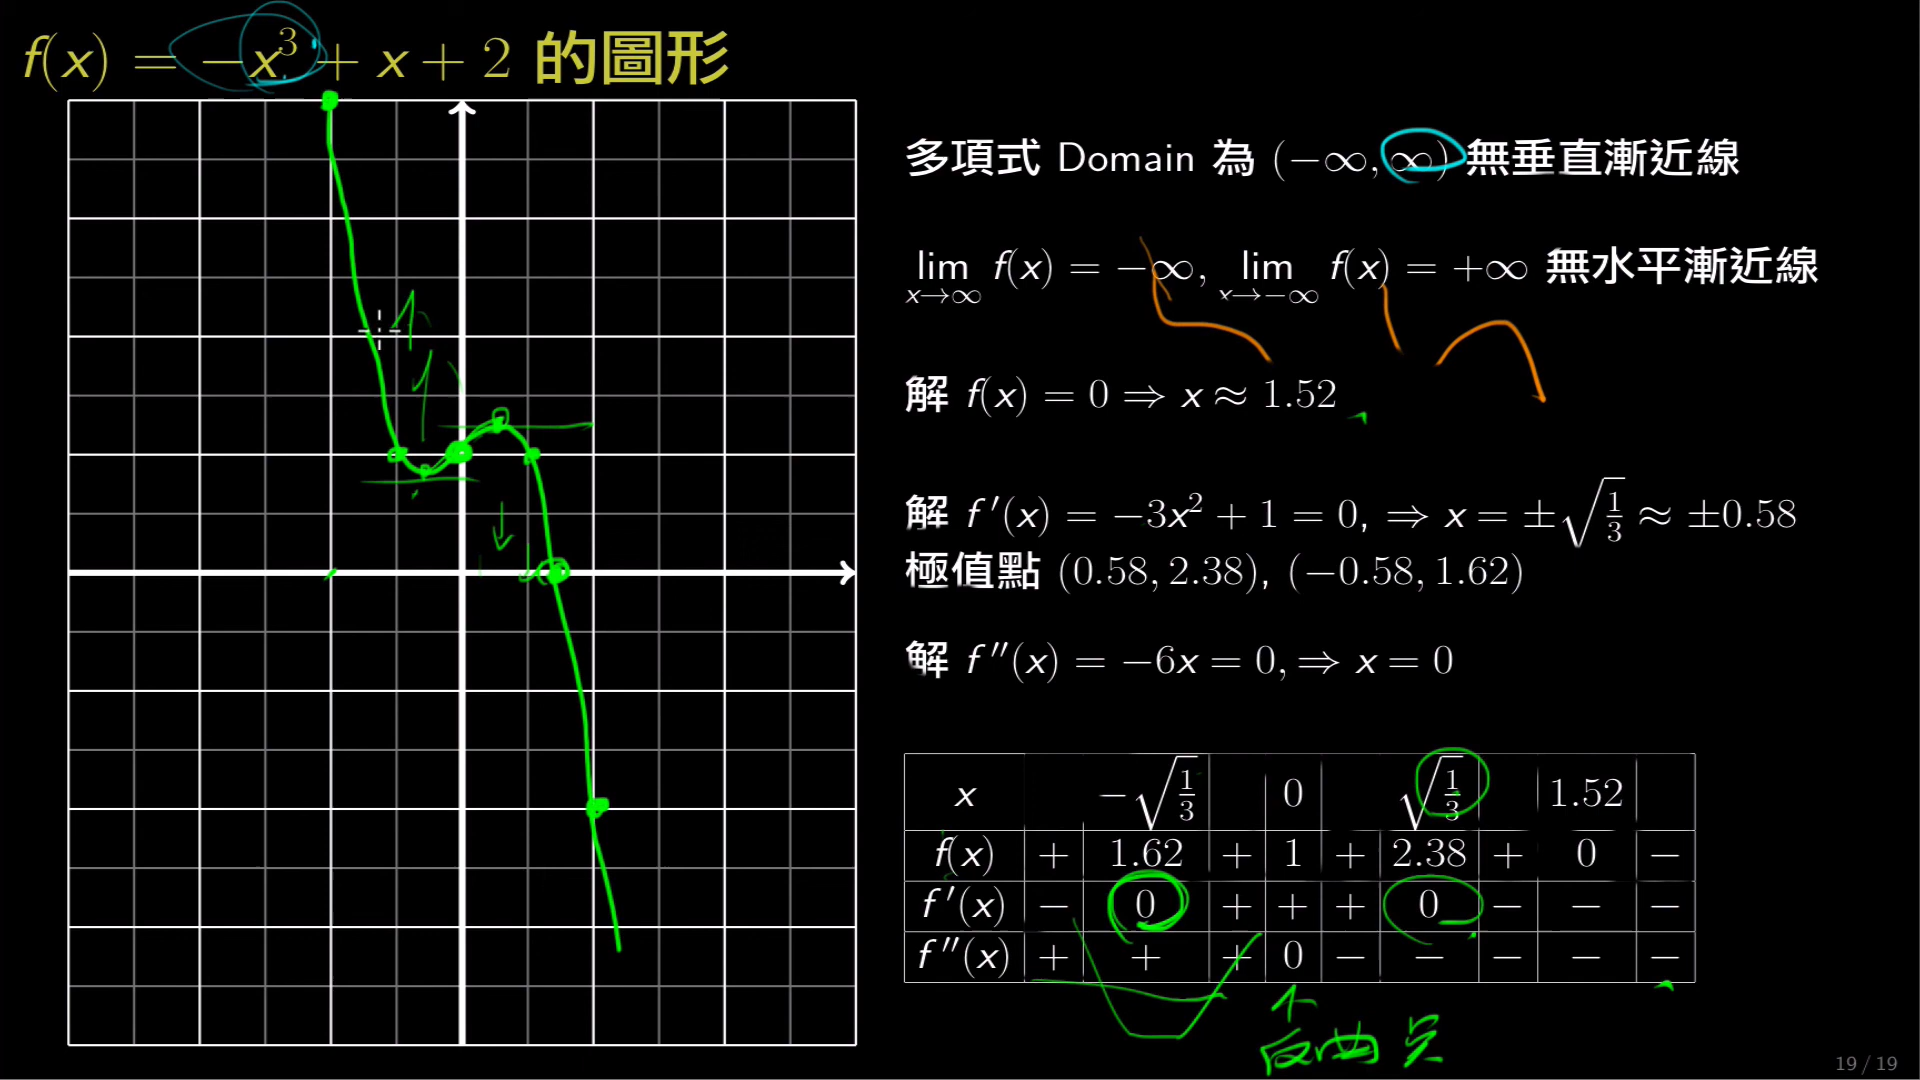 f(x) = −x³ + x + 2 的圖形
多項式 Domain 為 (−∞, ∞) 無垂直漸近線
lim x→∞ f(x) = −∞, lim x→−∞ f(x) = +∞ 無水平漸近線
解 f(x) = 0 ⇒ x ≈ 1.52
解 f′(x) = −3x² + 1 = 0, ⇒ x = ±√(1/3) ≈ ±0.58
極值點 (0.58, 2.38), (−0.58, 1.62)
解 f″(x) = −6x = 0, ⇒ x = 0
x −√(1/3) 0 √(1/3) 1.52
f(x) + 1.62 + 1 + 2.38 + 0 −
f′(x) − 0 + + + 0 − − −
f″(x) + + + 0 − − − − −
反曲点
19 / 19